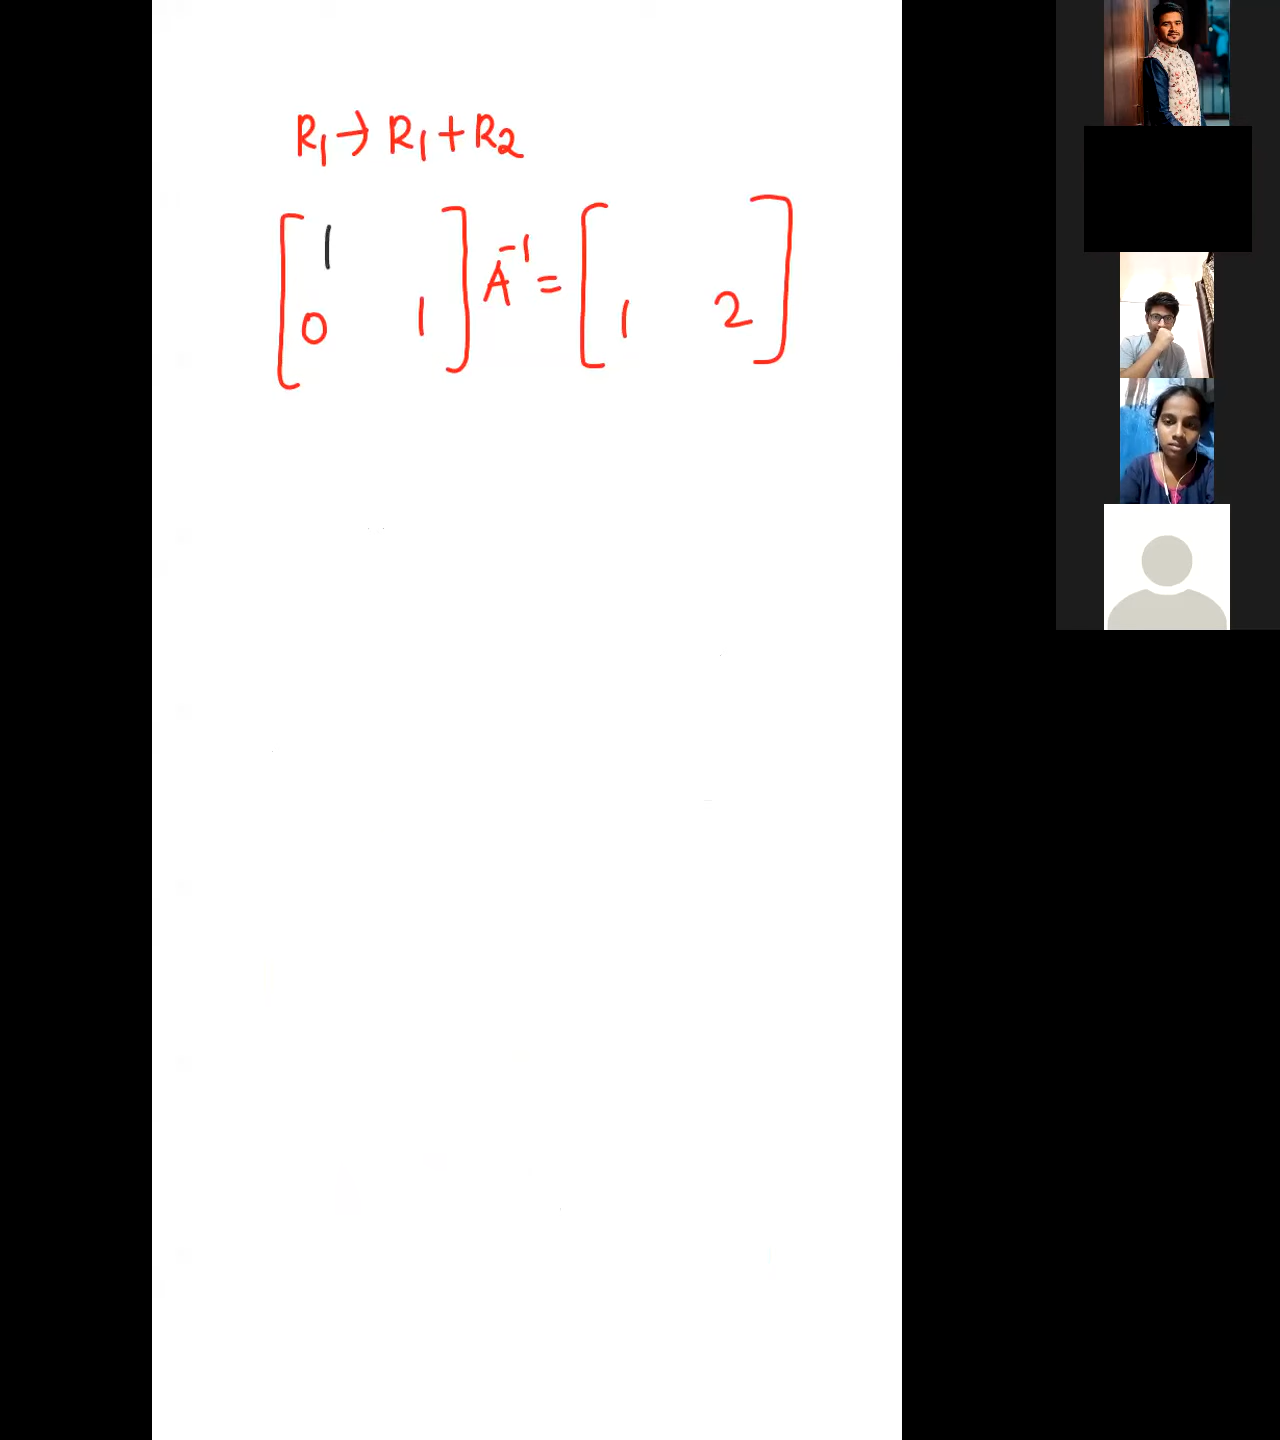 R₁ → R₁ + R₂
[ 1
0 1 ] A⁻¹ = [ 1 2 ]